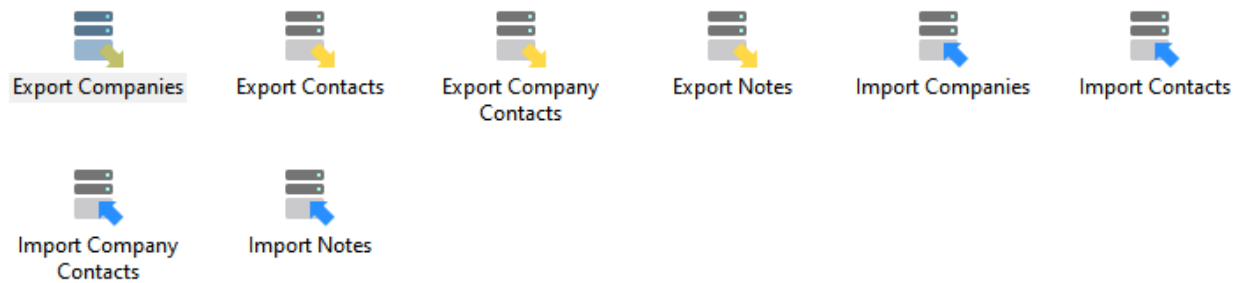 Export Companies
Export Contacts
Export Company
Contacts
Export Notes
Import Companies
Import Contacts
Import Company
Contacts
Import Notes